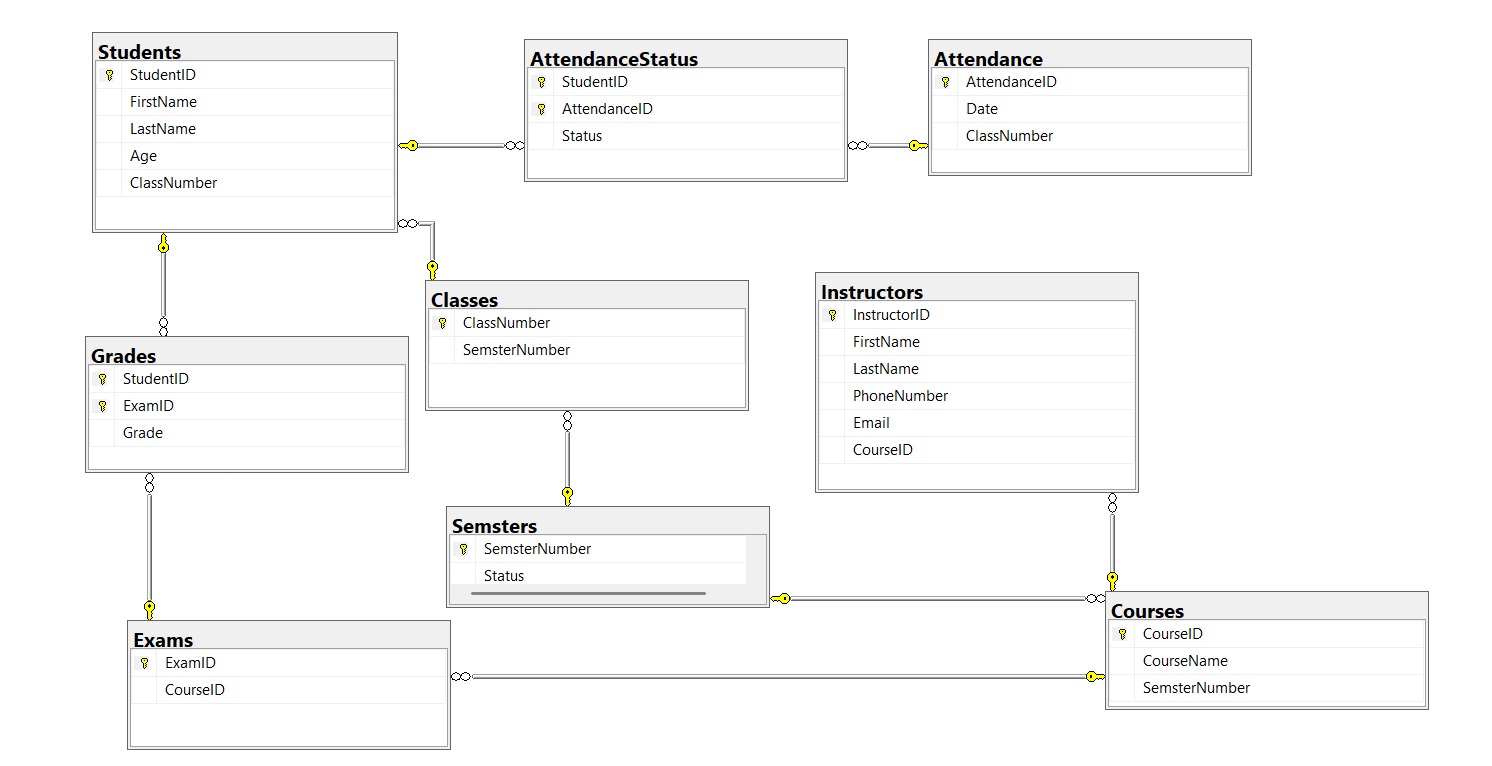 Students
StudentID
FirstName
LastName
Age
ClassNumber
AttendanceStatus
StudentID
AttendanceID
Status
Attendance
AttendanceID
Date
ClassNumber
Classes
ClassNumber
SemsterNumber
Instructors
InstructorID
FirstName
LastName
PhoneNumber
Email
CourseID
Grades
StudentID
ExamID
Grade
Semsters
SemsterNumber
Status
Exams
ExamID
CourseID
Courses
CourseID
CourseName
SemsterNumber